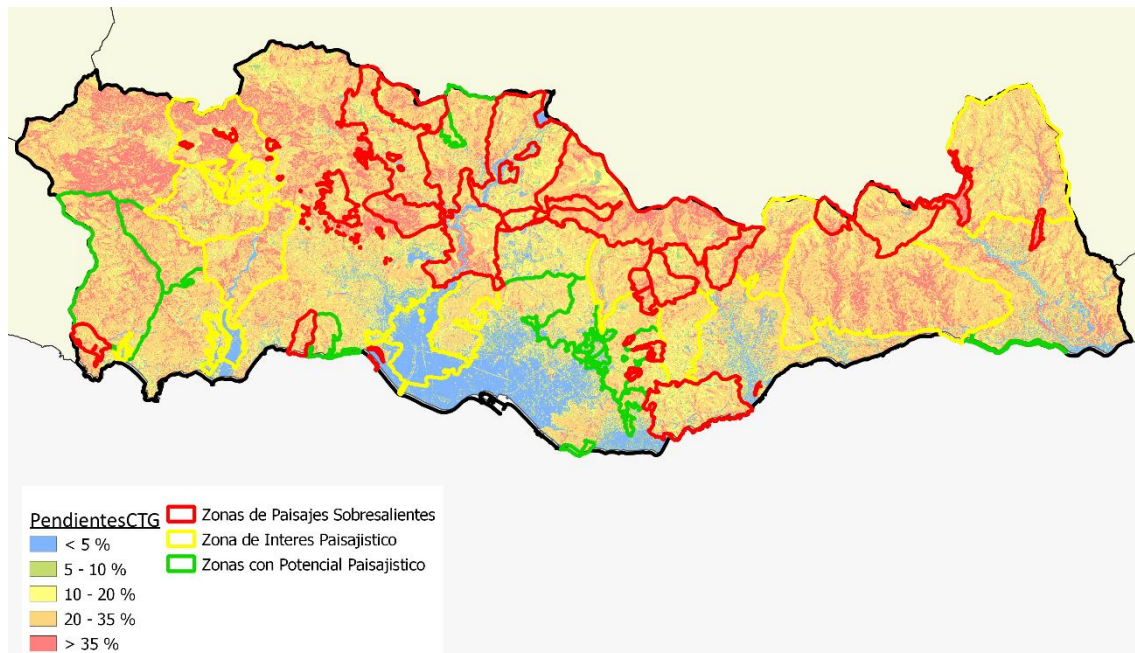 PendientesCTG
< 5 %
5 - 10 %
10 - 20 %
20 - 35 %
> 35 %
Zonas de Paisajes Sobresalientes
Zona de Interes Paisajistico
Zonas con Potencial Paisajistico